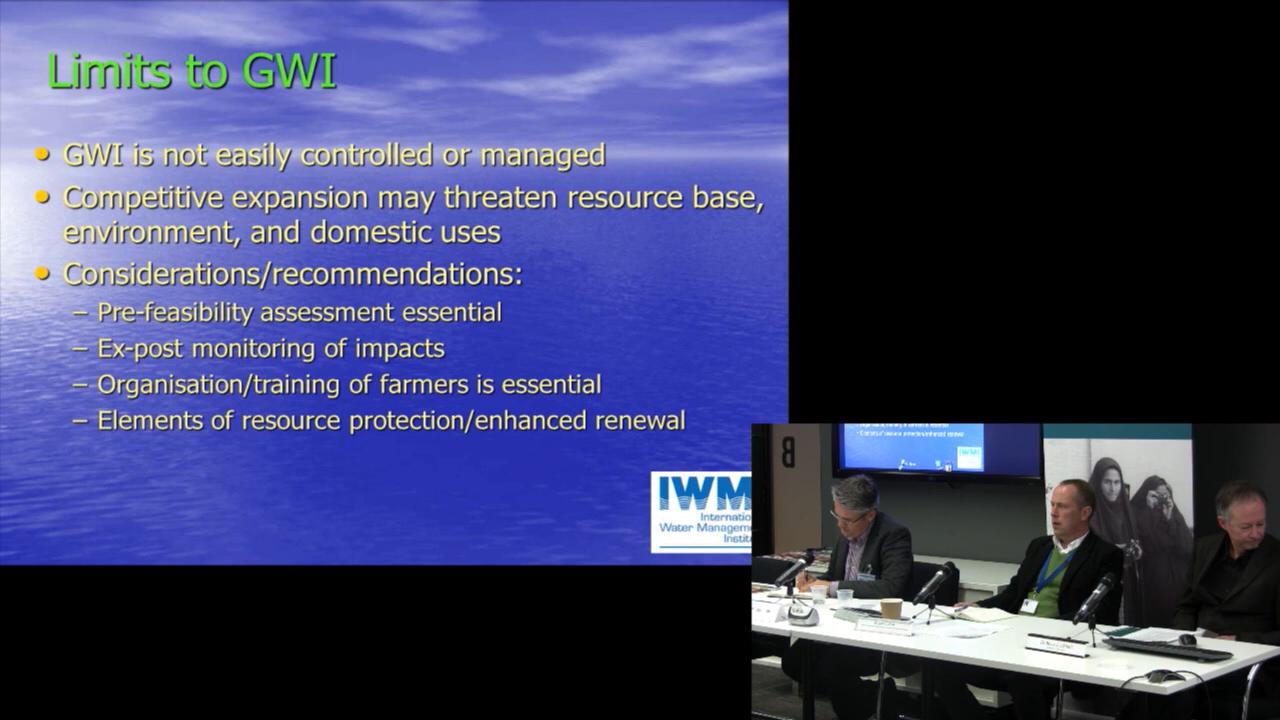 Limits to GWI
• GWI is not easily controlled or managed
• Competitive expansion may threaten resource base,
environment, and domestic uses
• Considerations/recommendations:
– Pre-feasibility assessment essential
– Ex-post monitoring of impacts
– Organisation/training of farmers is essential
– Elements of resource protection/enhanced renewal
IWM
Internatio
Water Managem
Instit
B
IWMI